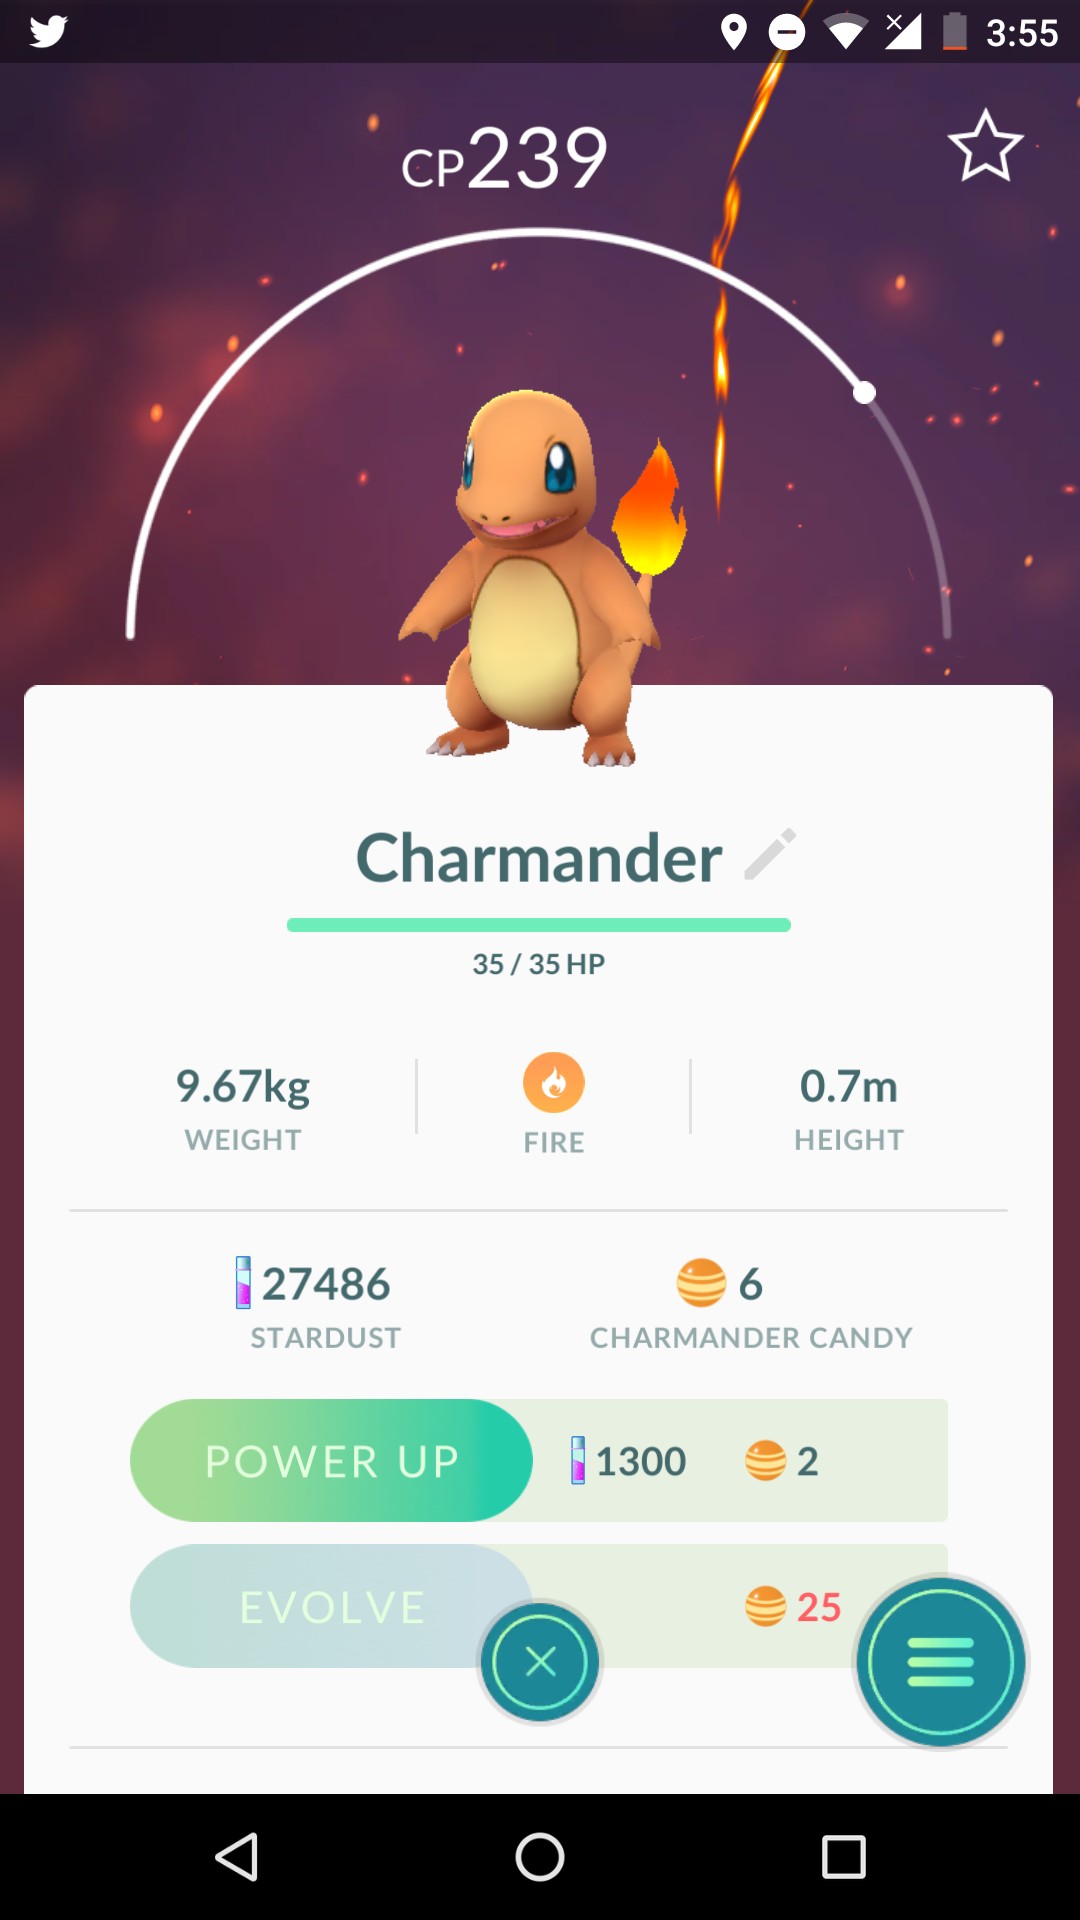 3:55
CP239
Charmander
35 / 35 HP
9.67kg
WEIGHT
FIRE
0.7m
HEIGHT
27486
STARDUST
6
CHARMANDER CANDY
POWER UP 1300 2
EVOLVE 25